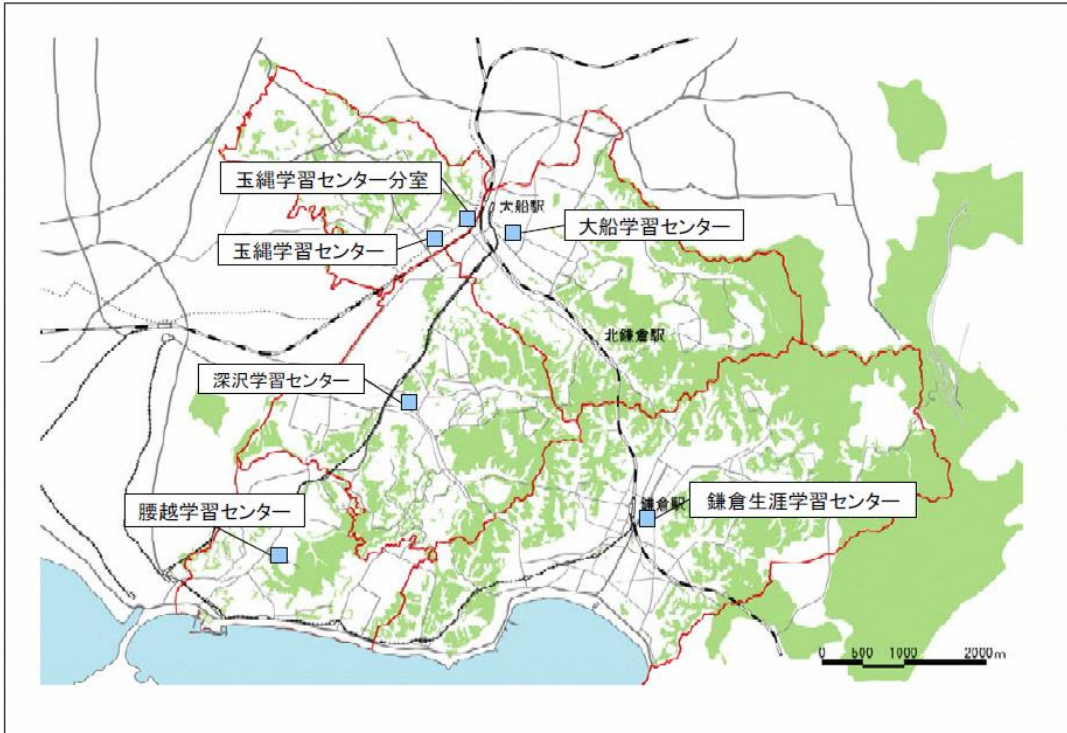 玉縄学習センター分室
大船駅
玉縄学習センター
大船学習センター
北鎌倉駅
深沢学習センター
腰越学習センター
鎌倉駅
鎌倉生涯学習センター
0 500 1000 2000m